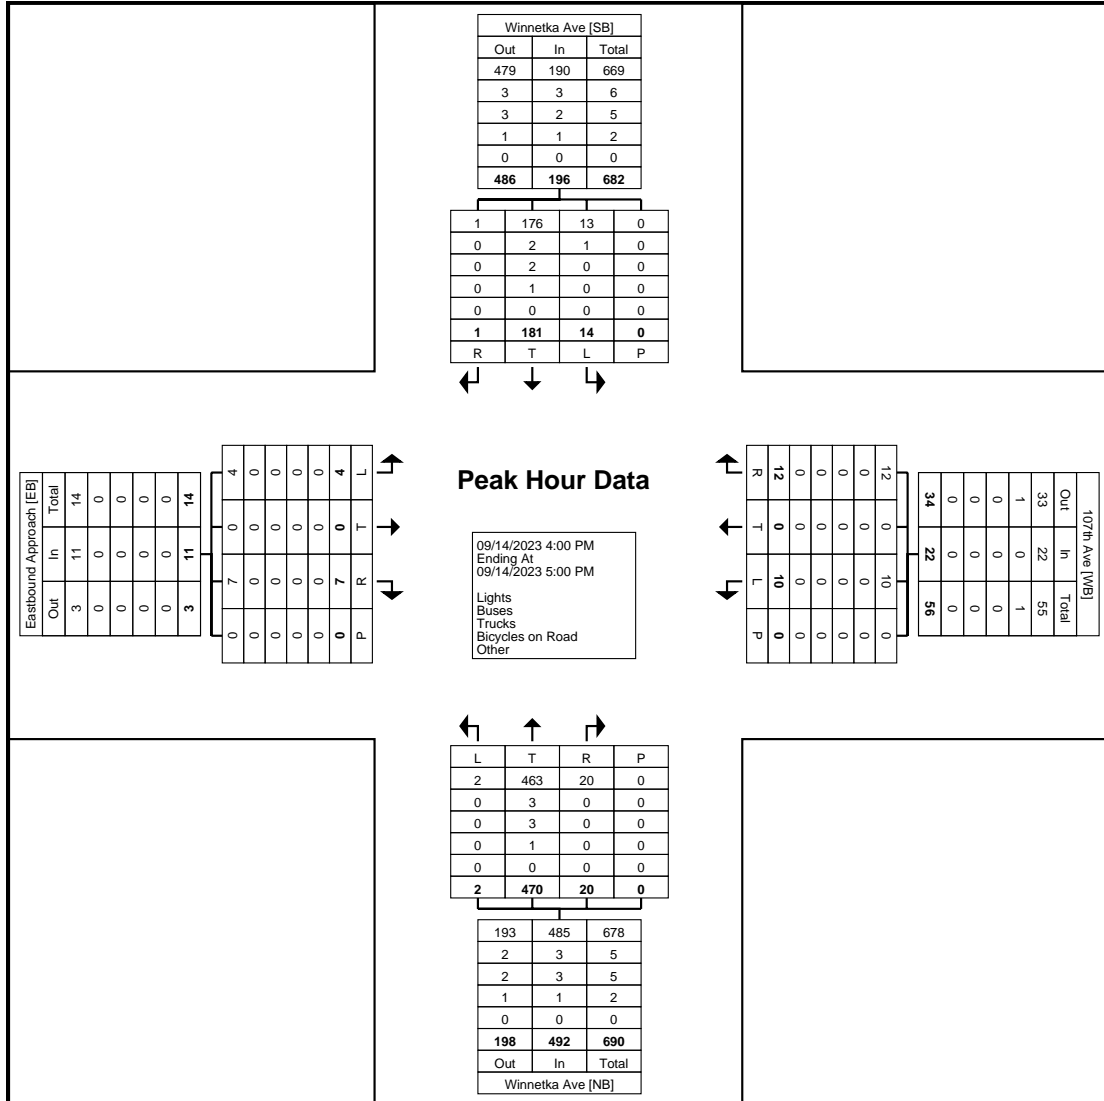 Winnetka Ave [SB]
Out In Total
479 190 669
3 3 6
3 2 5
1 1 2
0 0 0
486 196 682
1 176 13 0
0 2 1 0
0 2 0 0
0 1 0 0
0 0 0 0
1 181 14 0
R T L P
Eastbound Approach [EB]
Total In Out
14 11 3
0 0 0
0 0 0
0 0 0
0 0 0
14 11 3
4 0 7 0
0 0 0 0
0 0 0 0
0 0 0 0
0 0 0 0
4 0 7 0
L T R P
Peak Hour Data
09/14/2023 4:00 PM
Ending At
09/14/2023 5:00 PM
Lights
Buses
Trucks
Bicycles on Road
Other
R T L P
12 0 10 0
0 0 0 0
0 0 0 0
0 0 0 0
0 0 0 0
12 0 10 0
107th Ave [WB]
Out In Total
33 22 55
1 0 1
0 0 0
0 0 0
0 0 0
34 22 56
L T R P
2 463 20 0
0 3 0 0
0 3 0 0
0 1 0 0
0 0 0 0
2 470 20 0
193 485 678
2 3 5
2 3 5
1 1 2
0 0 0
198 492 690
Out In Total
Winnetka Ave [NB]